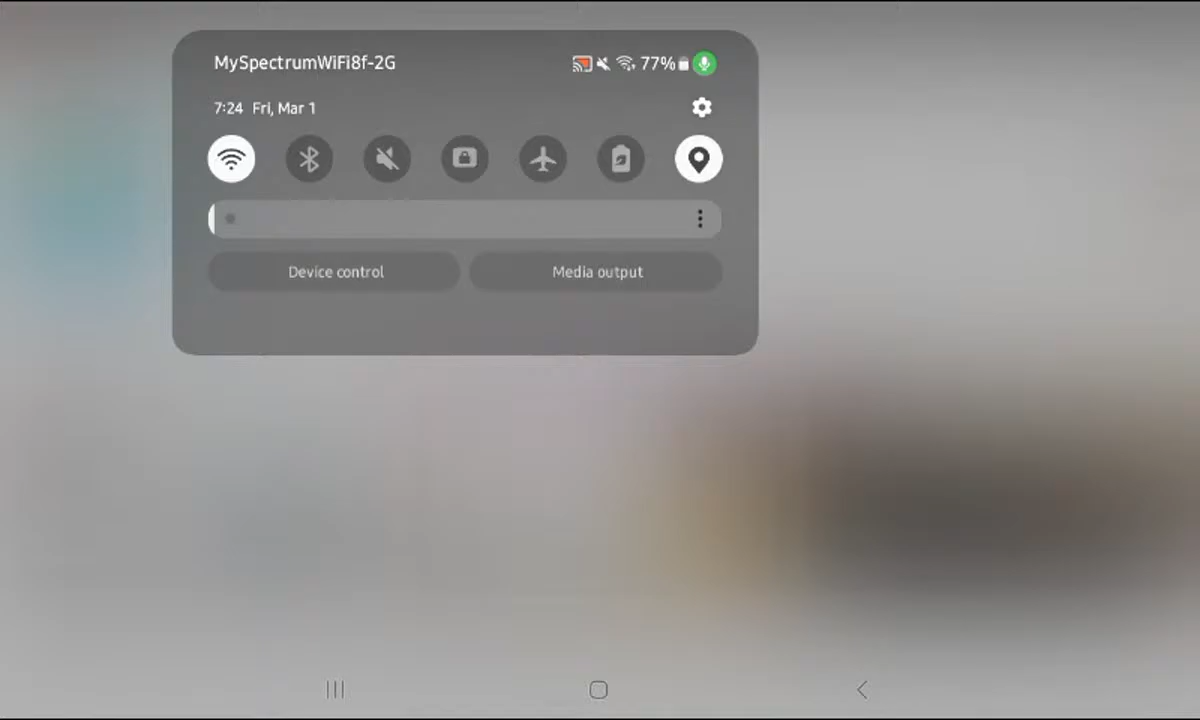 MySpectrumWiFi8f-2G
77%
7:24 Fri, Mar 1
Device control
Media output